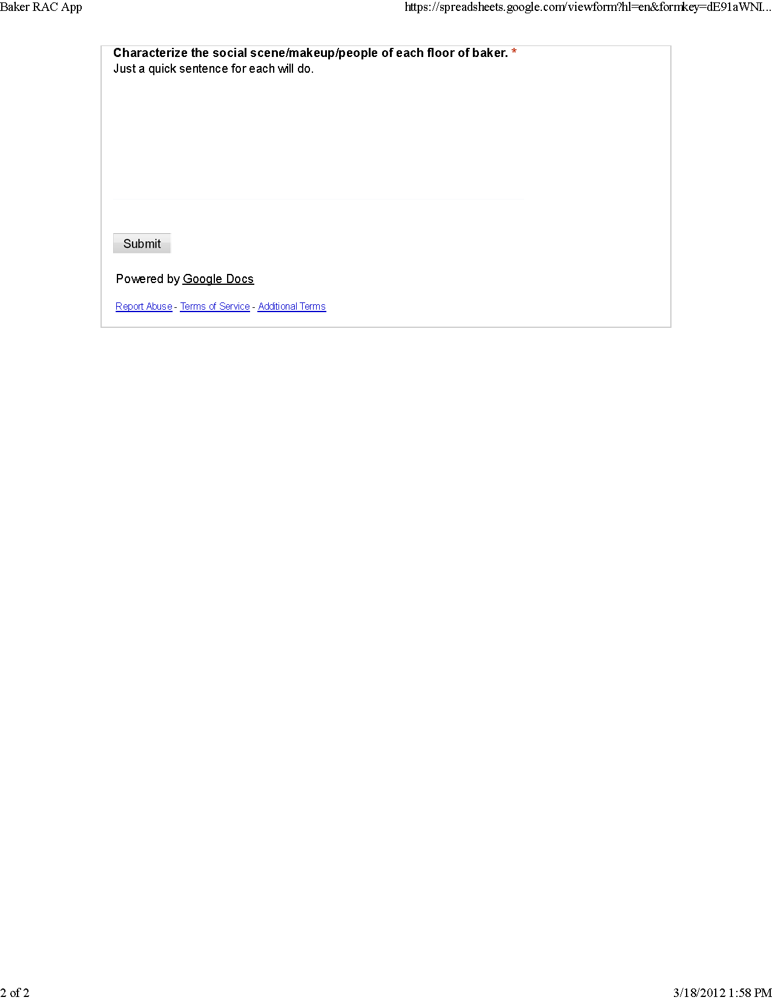 Baker RAC App https://spreadsheets.google.com/viewform?hl=en&formkey=dE91aWNI...
Characterize the social scene/makeup/people of each floor of baker. *
Just a quick sentence for each will do.
Submit
Powered by Google Docs
Report Abuse - Terms of Service - Additional Terms
2 of 2 3/18/2012 1:58 PM